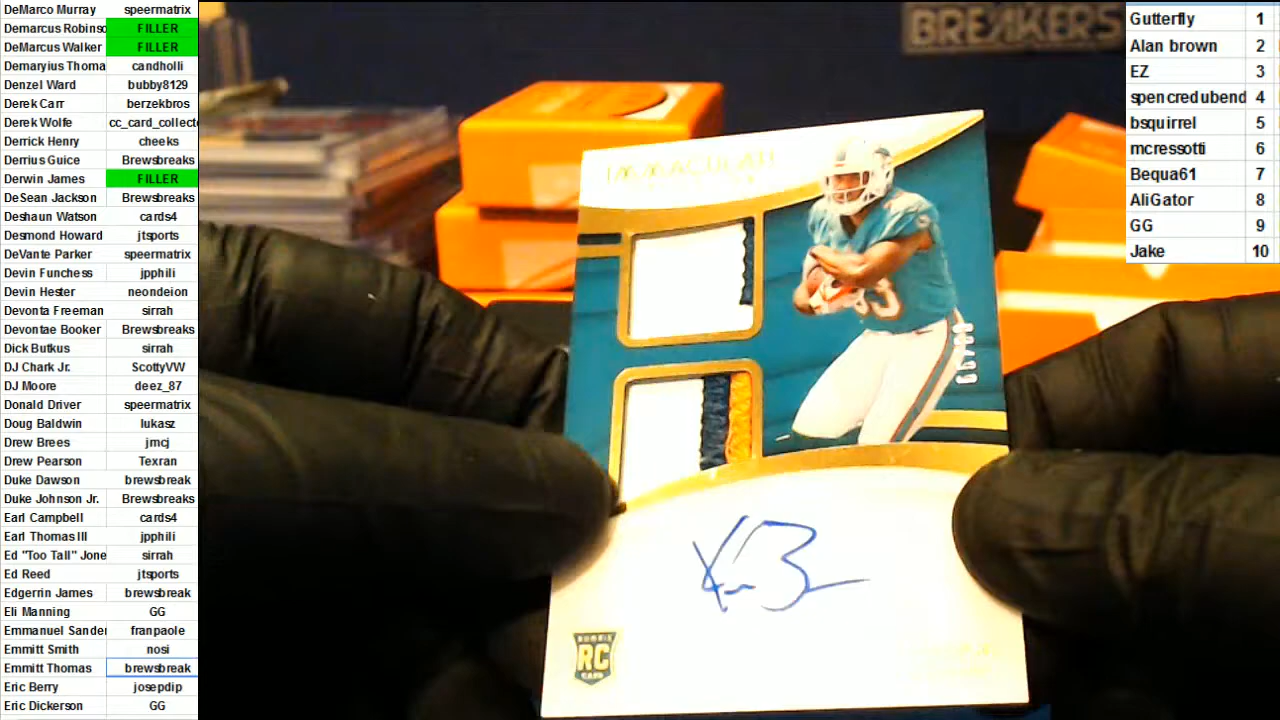 DeMarco Murray speermatrix
Demarcus Robinso FILLER
DeMarcus Walker FILLER
Demaryius Thoma candholli
Denzel Ward bubby8129
Derek Carr berzekbros
Derek Wolfe cc_card_collect
Derrick Henry cheeks
Derrius Guice Brewsbreaks
Derwin James FILLER
DeSean Jackson Brewsbreaks
Deshaun Watson cards4
Desmond Howard jtsports
DeVante Parker speermatrix
Devin Funchess jpphili
Devin Hester neondeion
Devonta Freeman sirrah
Devontae Booker Brewsbreaks
Dick Butkus sirrah
DJ Chark Jr. ScottyVW
DJ Moore deez_87
Donald Driver speermatrix
Doug Baldwin lukasz
Drew Brees jmcj
Drew Pearson Texran
Duke Dawson brewsbreak
Duke Johnson Jr. Brewsbreaks
Earl Campbell cards4
Earl Thomas III jpphili
Ed "Too Tall" Jone sirrah
Ed Reed jtsports
Edgerrin James brewsbreak
Eli Manning GG
Emmanuel Sander franpaole
Emmitt Smith nosi
Emmitt Thomas brewsbreak
Eric Berry josepdip
Eric Dickerson GG
BREAKERS
IMMACULATE
ROOKIE
RC
CARD
Gutterfly 1
Alan brown 2
EZ 3
spencredubend 4
bsquirrel 5
mcressotti 6
Bequa61 7
AliGator 8
GG 9
Jake 10